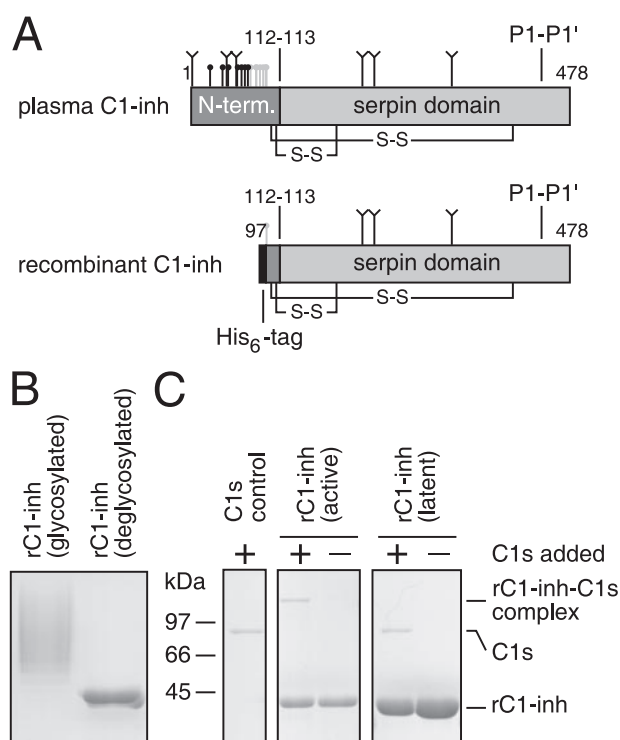 A
112-113
P1-P1'
1
478
plasma C1-inh
N-term.
serpin domain
S-S
S-S
112-113
P1-P1'
97
478
recombinant C1-inh
serpin domain
S-S
S-S
His6-tag
B
rC1-inh
(glycosylated)
rC1-inh
(deglycosylated)
C
C1s
control
rC1-inh
(active)
rC1-inh
(latent)
+
+
—
+
—
C1s added
kDa
97
66
45
rC1-inh-C1s
complex
C1s
rC1-inh